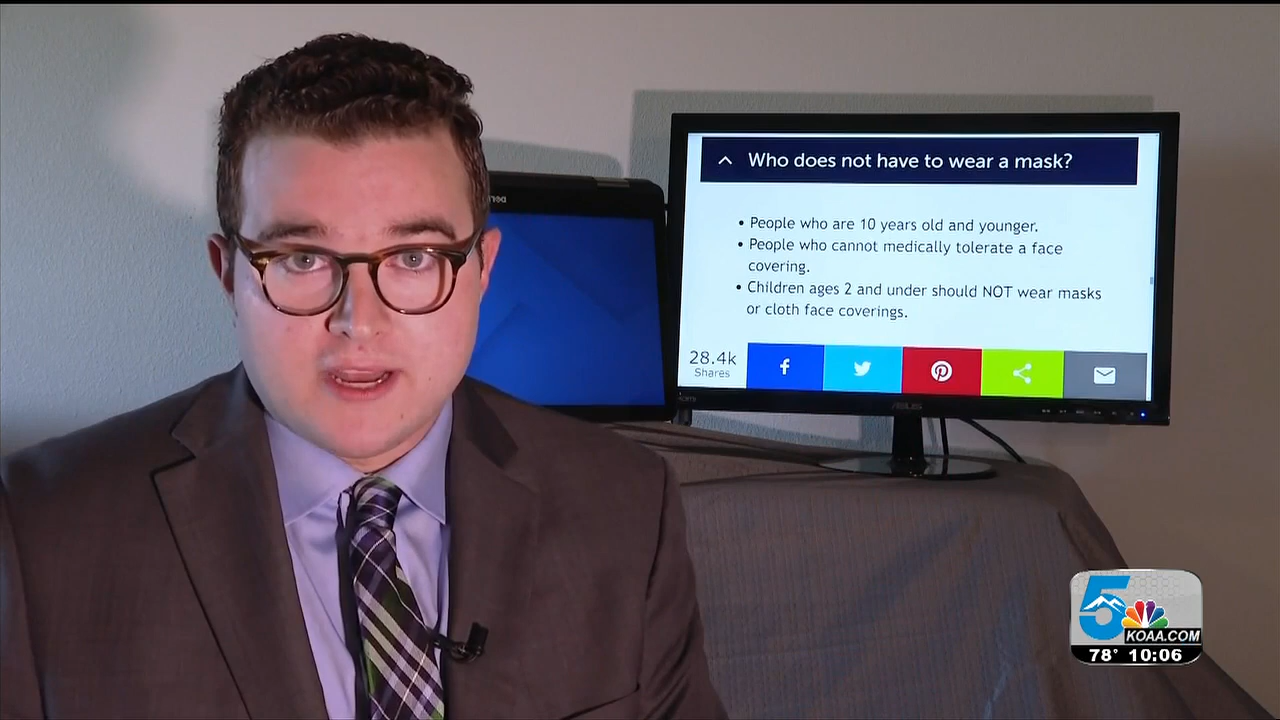 Who does not have to wear a mask?
• People who are 10 years old and younger.
• People who cannot medically tolerate a face
covering.
• Children ages 2 and under should NOT wear masks
or cloth face coverings.
28.4k
Shares
ASUS
DELL
HDMI
5
KOAA.COM
78° 10:06